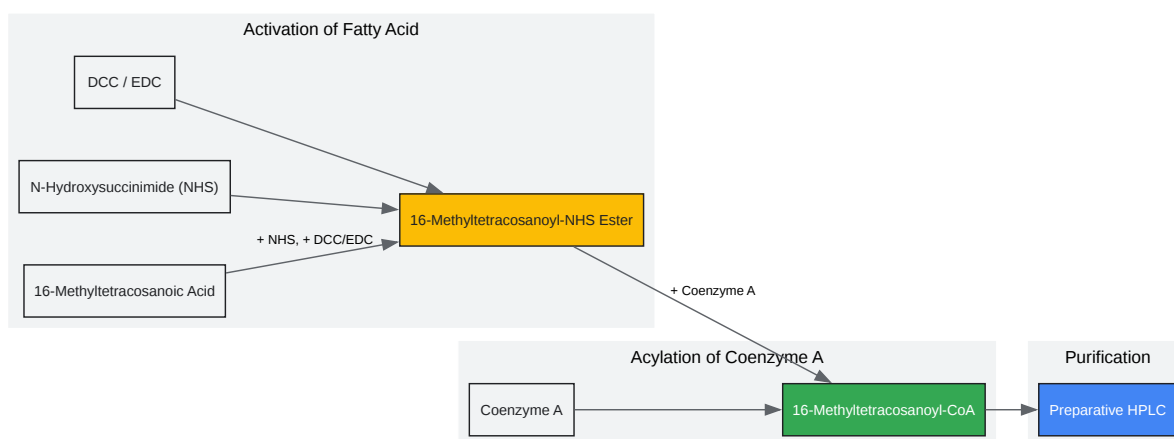 Activation of Fatty Acid
DCC / EDC
N-Hydroxysuccinimide (NHS)
16-Methyltetracosanoyl-NHS Ester
+ NHS, + DCC/EDC
16-Methyltetracosanoic Acid
+ Coenzyme A
Acylation of Coenzyme A
Purification
Coenzyme A
16-Methyltetracosanoyl-CoA
Preparative HPLC